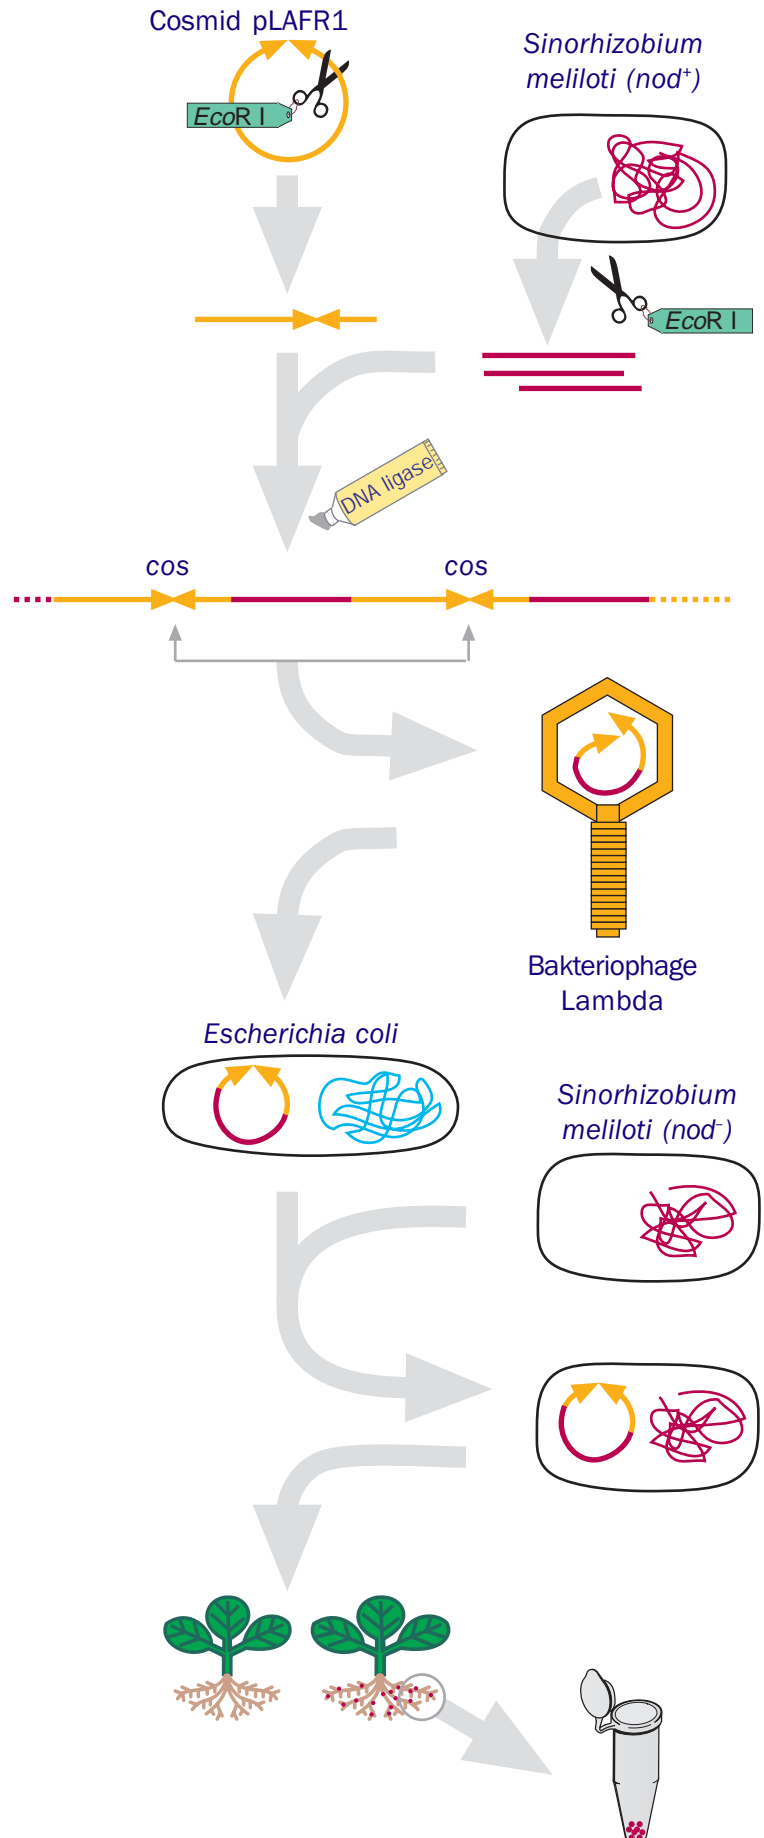 Cosmid pLAFR1
Sinorhizobium
meliloti (nod⁺)
EcoR I
EcoR I
DNA ligase
cos
cos
Bakteriophage
Lambda
Escherichia coli
Sinorhizobium
meliloti (nod⁻)